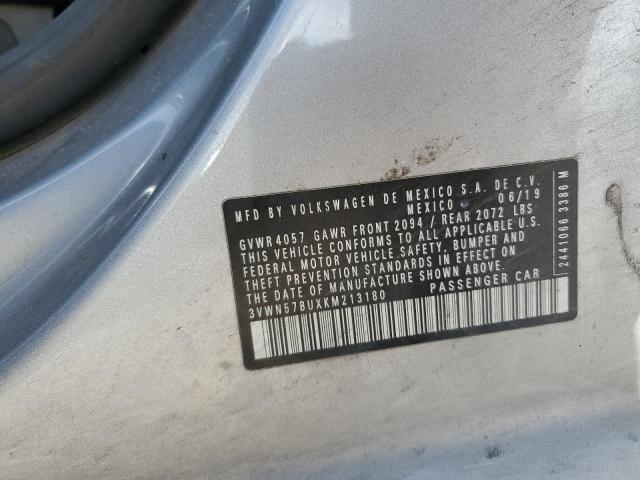 MFD BY VOLKSWAGEN DE MEXICO S.A. DE C.V.
MEXICO 06/19
GVWR 4057 GAWR FRONT 2094 / REAR 2072 LBS.
THIS VEHICLE CONFORMS TO ALL APPLICABLE U.S.
FEDERAL MOTOR VEHICLE SAFETY, BUMPER AND
THEFT PREVENTION STANDARDS IN EFFECT ON
THE DATE OF MANUFACTURE SHOWN ABOVE.
3VWN57BUXKM213180 PASSENGER CAR
2441066 3386 M